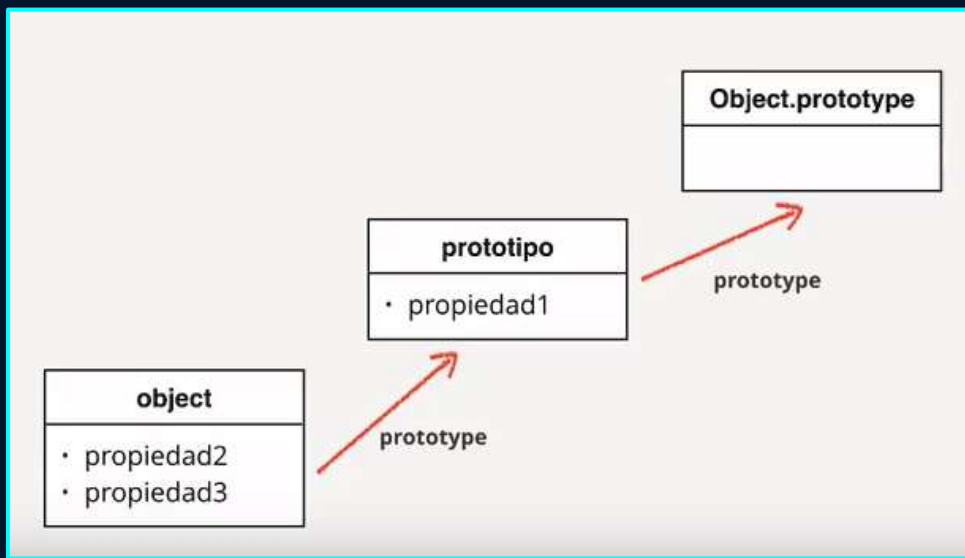 Object.prototype
prototype
prototipo
· propiedad1
prototype
object
· propiedad2
· propiedad3